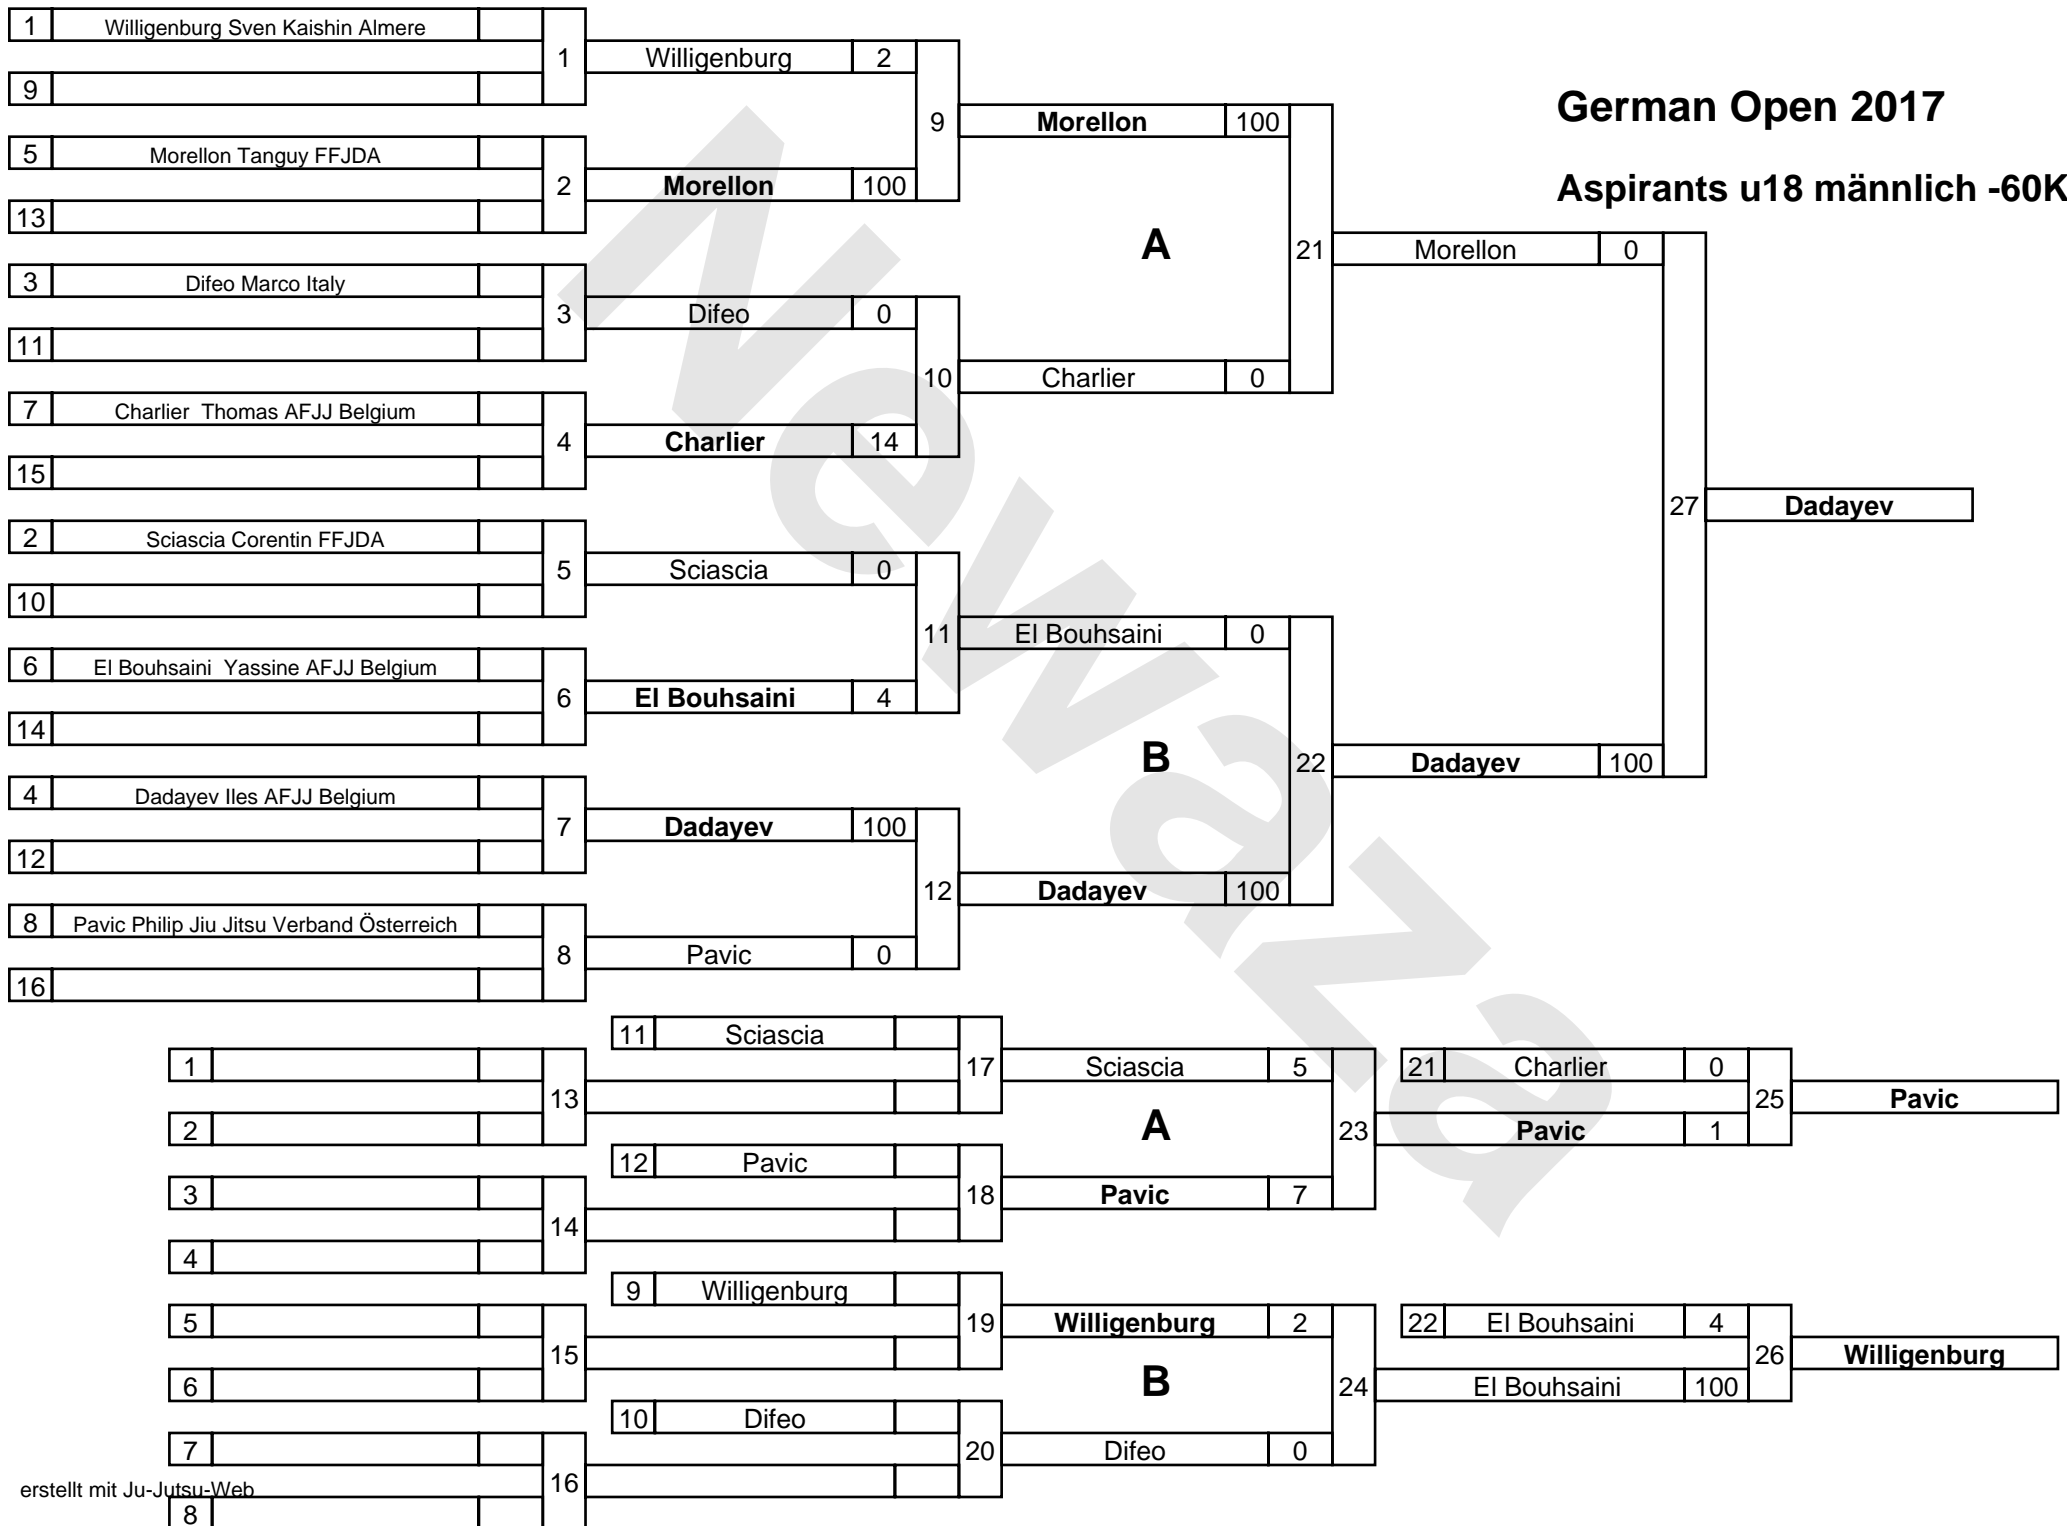 German Open 2017
Aspirants u18 männlich -60K
1 Willigenburg Sven Kaishin Almere
9
1
Willigenburg 2
5 Morellon Tanguy FFJDA
13
2
Morellon 100
9
Morellon 100
3 Difeo Marco Italy
11
3
Difeo 0
7 Charlier Thomas AFJJ Belgium
15
4
Charlier 14
10
Charlier 0
A
21
Morellon 0
2 Sciascia Corentin FFJDA
10
5
Sciascia 0
6 El Bouhsaini Yassine AFJJ Belgium
14
6
El Bouhsaini 4
11
El Bouhsaini 0
4 Dadayev Iles AFJJ Belgium
12
7
Dadayev 100
8 Pavic Philip Jiu Jitsu Verband Österreich
16
8
Pavic 0
12
Dadayev 100
B
22
Dadayev 100
27
Dadayev
Newaza
1
2
13
3
4
14
5
6
15
7
8
16
11 Sciascia
17
Sciascia 5
12 Pavic
18
Pavic 7
A
23
21 Charlier 0
Pavic 1
25
Pavic
9 Willigenburg
19
Willigenburg 2
10 Difeo
20
Difeo 0
B
24
22 El Bouhsaini 4
El Bouhsaini 100
26
Willigenburg
erstellt mit Ju-Jutsu-Web